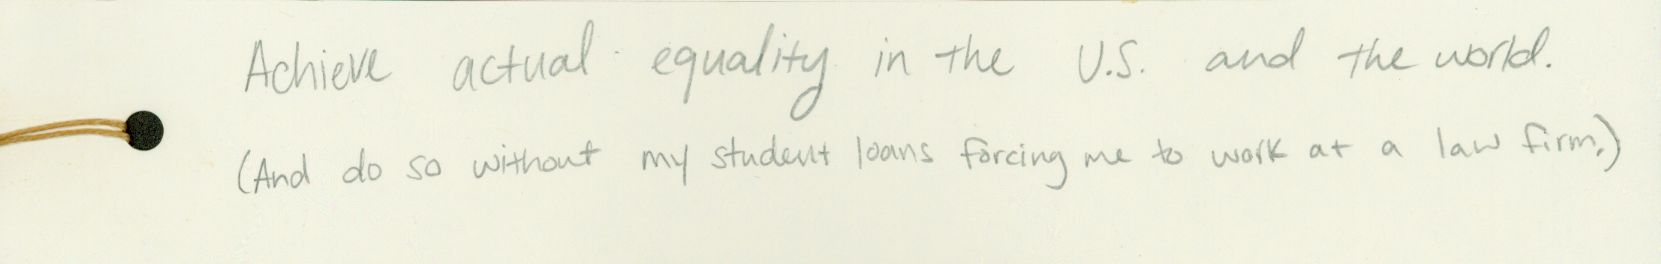 Achieve actual equality in the U.S. and the world.
(And do so without my student loans forcing me to work at a law firm.)